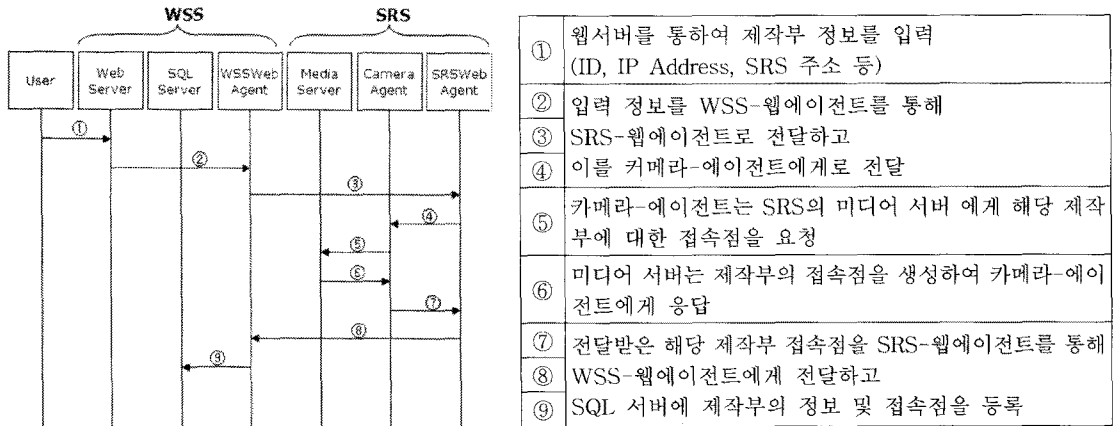 WSS SRS
User
Web Server
SQL Server
WSSWeb Agent
Media Server
Camera Agent
SRSWeb Agent
①
②
③
④
⑤
⑥
⑦
⑧
⑨
① 웹서버를 통하여 제작부 정보를 입력
(ID, IP Address, SRS 주소 등)
② 입력 정보를 WSS-웹에이전트를 통해
③ SRS-웹에이전트로 전달하고
④ 이를 커메라-에이전트에게로 전달
⑤ 카메라-에이전트는 SRS의 미디어 서버 에게 해당 제작
부에 대한 접속점을 요청
⑥ 미디어 서버는 제작부의 접속점을 생성하여 카메라-에이
전트에게 응답
⑦ 전달받은 해당 제작부 접속점을 SRS-웹에이전트를 통해
⑧ WSS-웹에이전트에게 전달하고
⑨ SQL 서버에 제작부의 정보 및 접속점을 등록